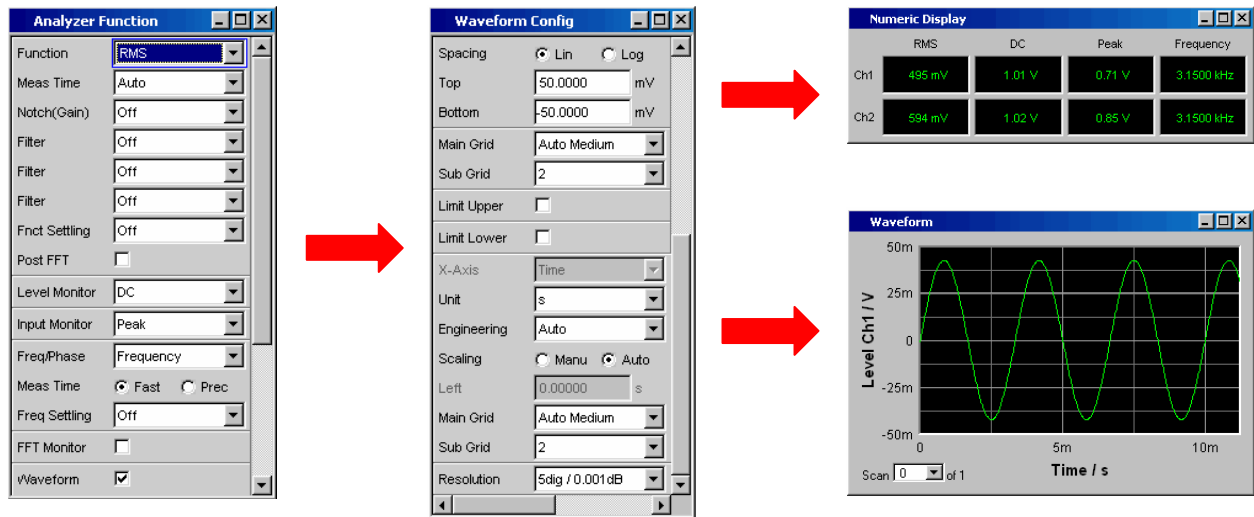 Analyzer Function
Function RMS
Meas Time Auto
Notch(Gain) Off
Filter Off
Filter Off
Filter Off
Fnct Settling Off
Post FFT
Level Monitor DC
Input Monitor Peak
Freq/Phase Frequency
Meas Time Fast Prec
Freq Settling Off
FFT Monitor
Waveform
Waveform Config
Spacing Lin Log
Top 50.0000 mV
Bottom -50.0000 mV
Main Grid Auto Medium
Sub Grid 2
Limit Upper
Limit Lower
X-Axis Time
Unit s
Engineering Auto
Scaling Manu Auto
Left 0.00000 s
Main Grid Auto Medium
Sub Grid 2
Resolution 5dig / 0.001dB
Numeric Display
RMS DC Peak Frequency
Ch1 495 mV 1.01 V 0.71 V 3.1500 kHz
Ch2 594 mV 1.02 V 0.85 V 3.1500 kHz
Waveform
Level Ch1 / V
50m
25m
0
-25m
-50m
0 5m 10m
Time / s
Scan 0 of 1